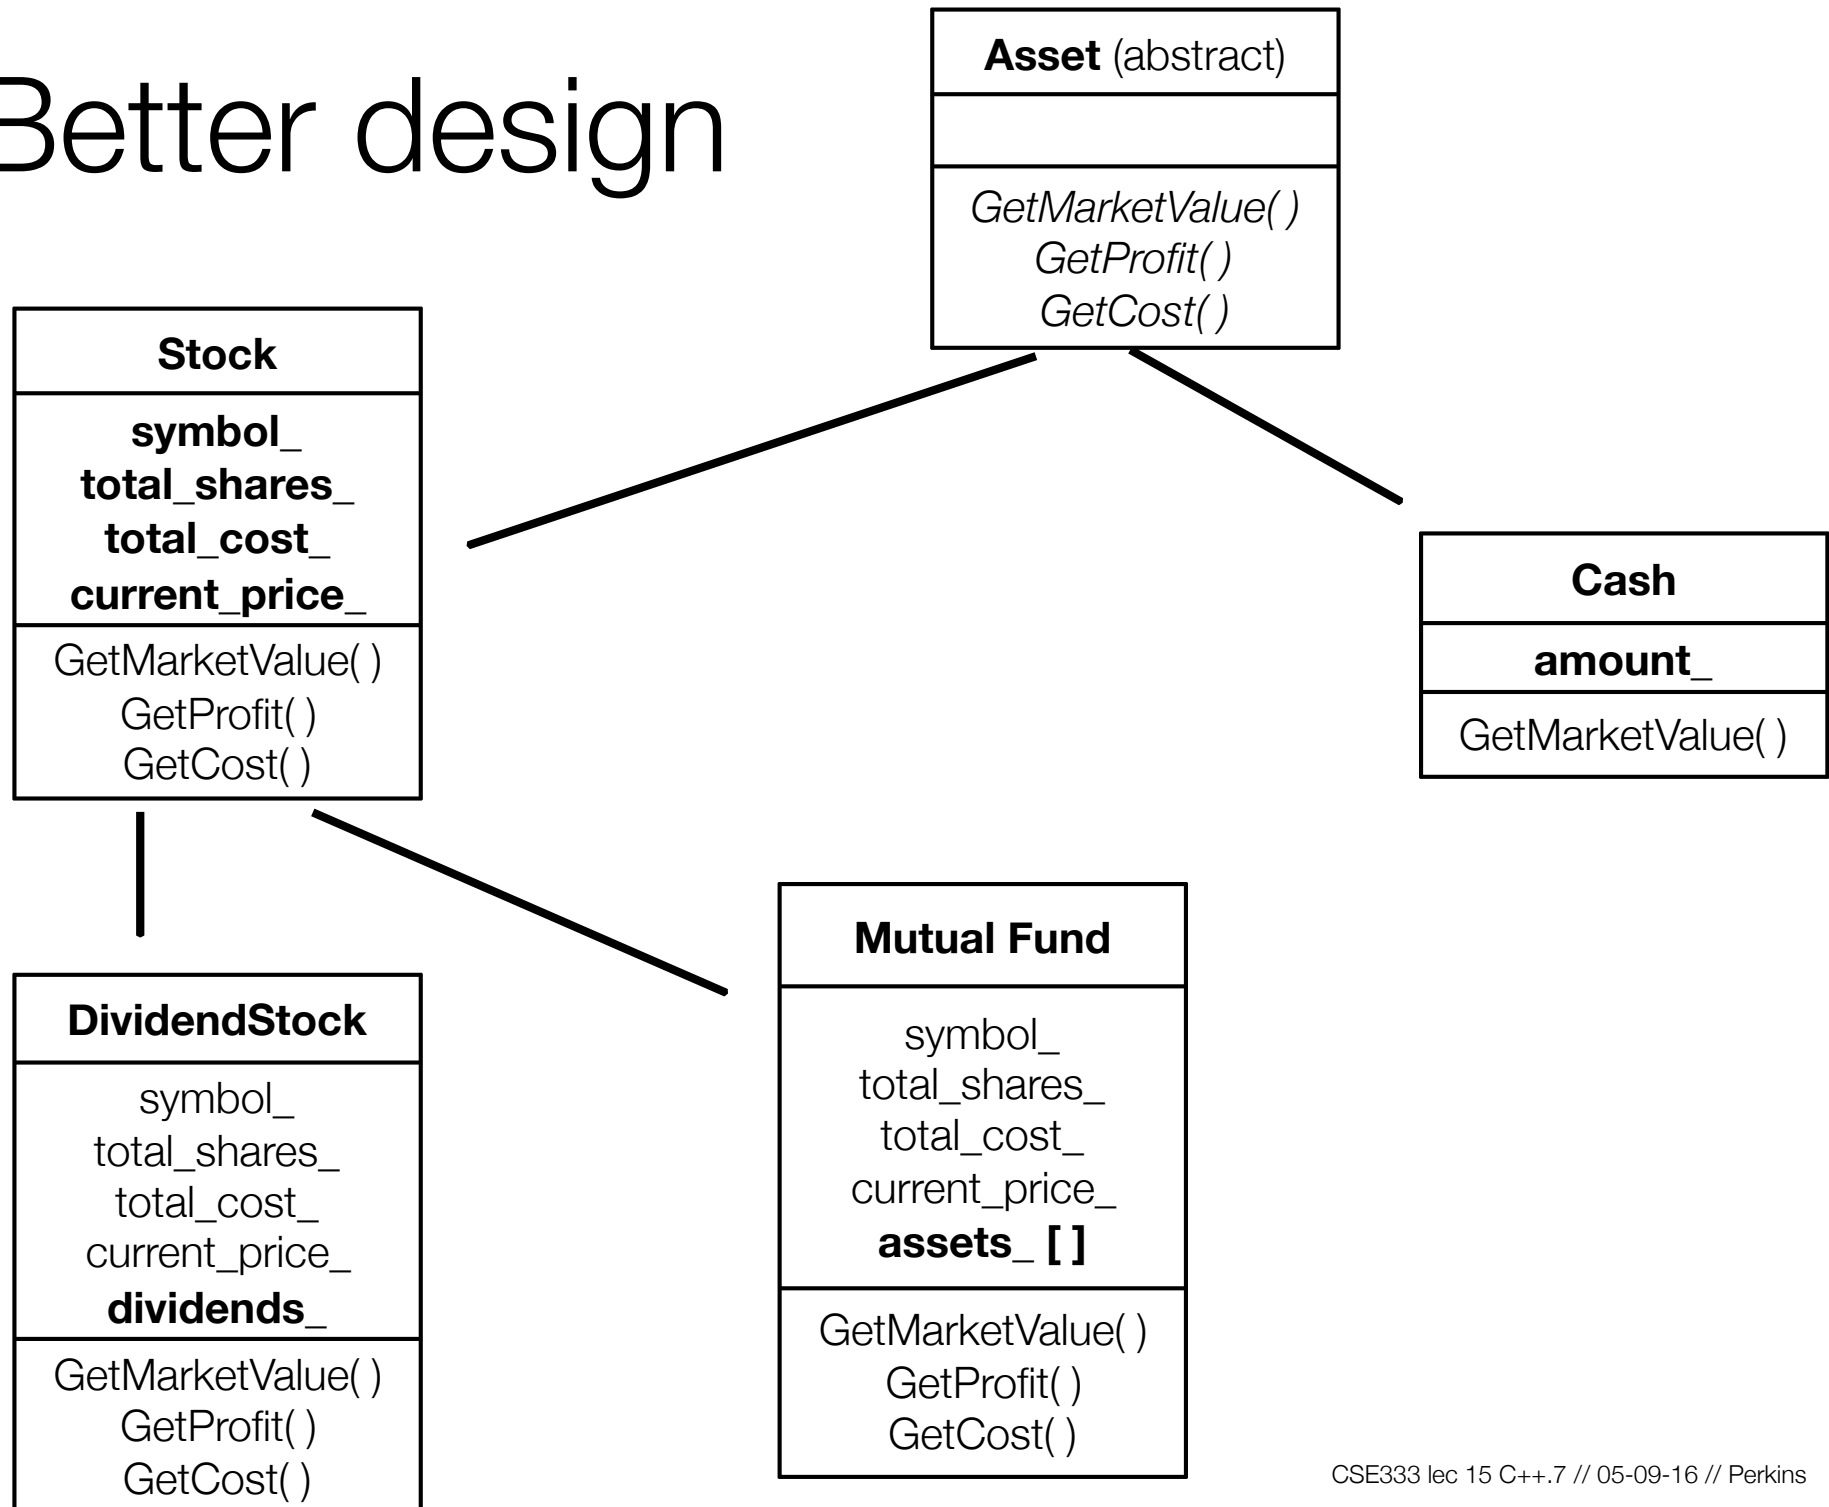 Better design
Asset (abstract)
GetMarketValue( )
GetProfit( )
GetCost( )
Stock
symbol_
total_shares_
total_cost_
current_price_
GetMarketValue( )
GetProfit( )
GetCost( )
Cash
amount_
GetMarketValue( )
DividendStock
symbol_
total_shares_
total_cost_
current_price_
dividends_
GetMarketValue( )
GetProfit( )
GetCost( )
Mutual Fund
symbol_
total_shares_
total_cost_
current_price_
assets_ [ ]
GetMarketValue( )
GetProfit( )
GetCost( )
CSE333 lec 15 C++.7 // 05-09-16 // Perkins